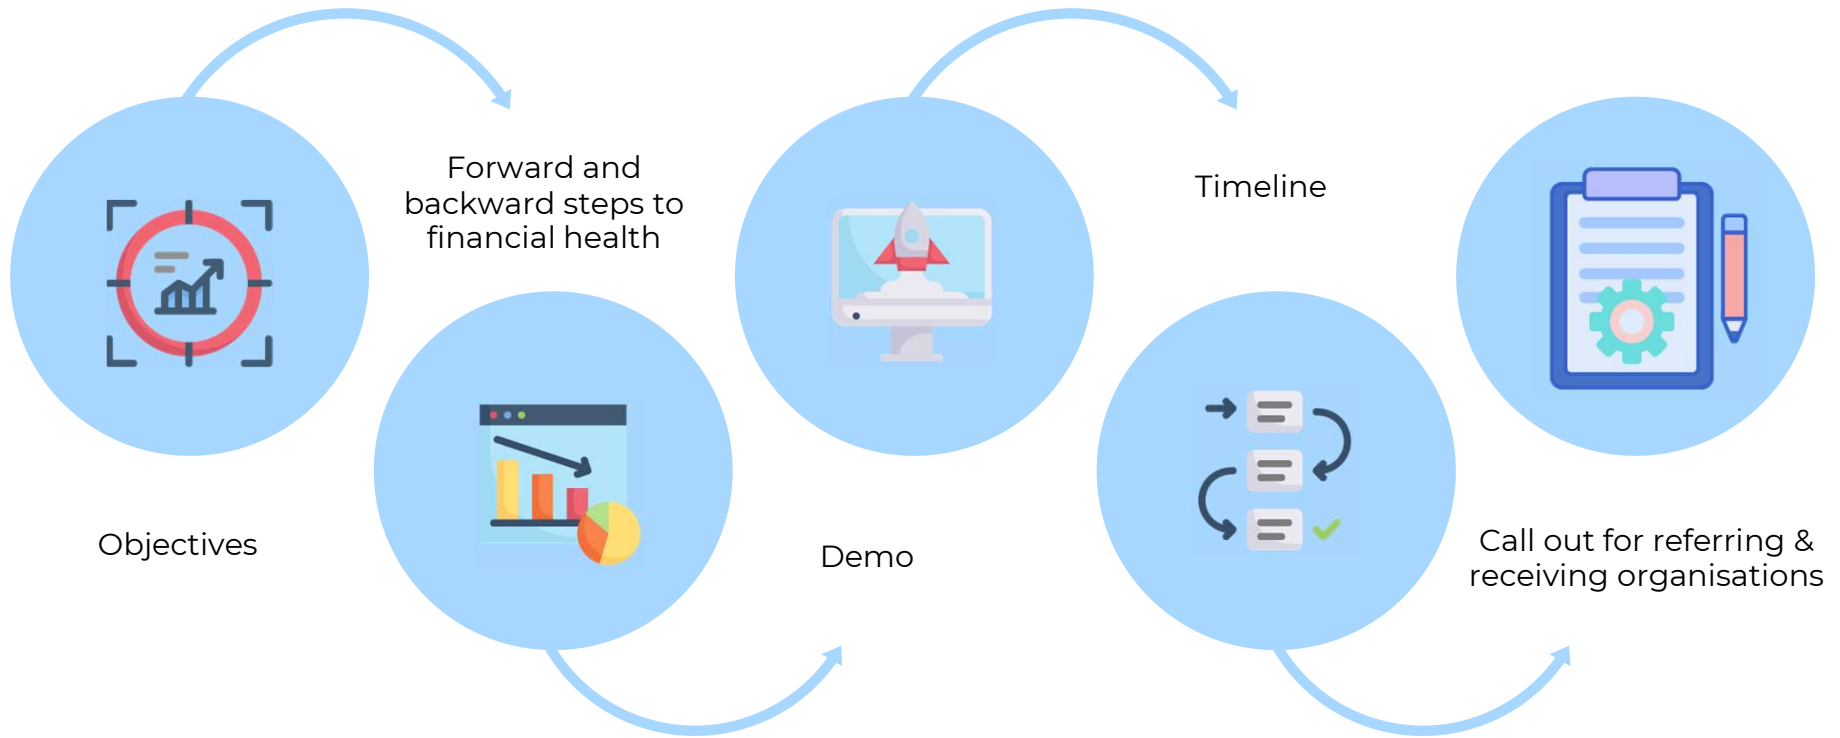 Objectives
Forward and
backward steps to
financial health
Demo
Timeline
Call out for referring &
receiving organisations